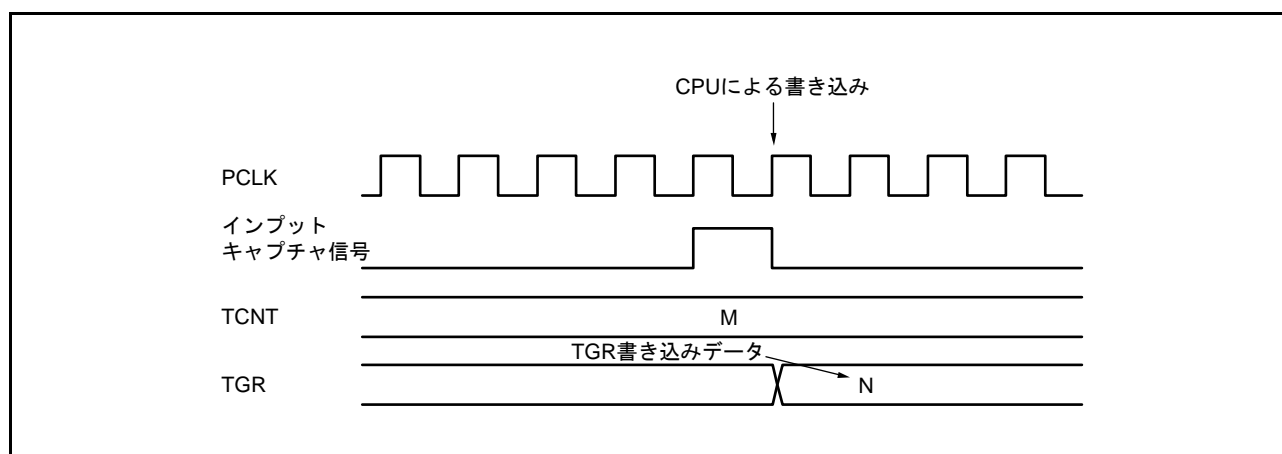 CPUによる書き込み
PCLK
インプット
キャプチャ信号
TCNT
M
TGR書き込みデータ
TGR
N